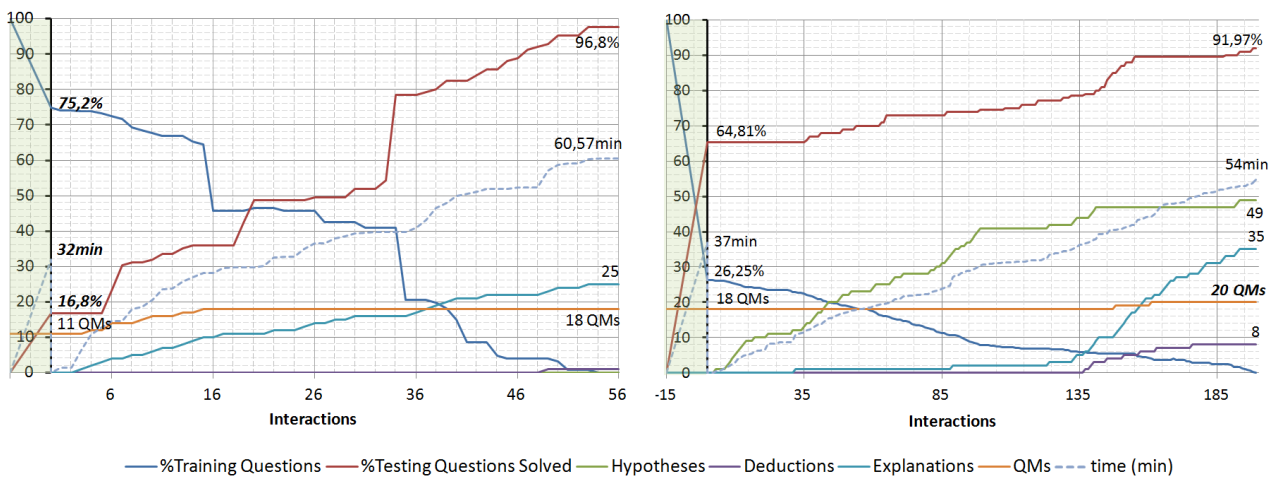 100
90
80
70
60
50
40
30
20
10
0
75,2%
32min
16,8%
11 QMs
96,8%
60,57min
25
18 QMs
6
16
26
36
46
56
Interactions
100
90
80
70
60
50
40
30
20
10
0
64,81%
37min
26,25%
18 QMs
91,97%
54min
49
35
20 QMs
8
-15
35
85
135
185
Interactions
%Training Questions
%Testing Questions Solved
Hypotheses
Deductions
Explanations
QMs
time (min)